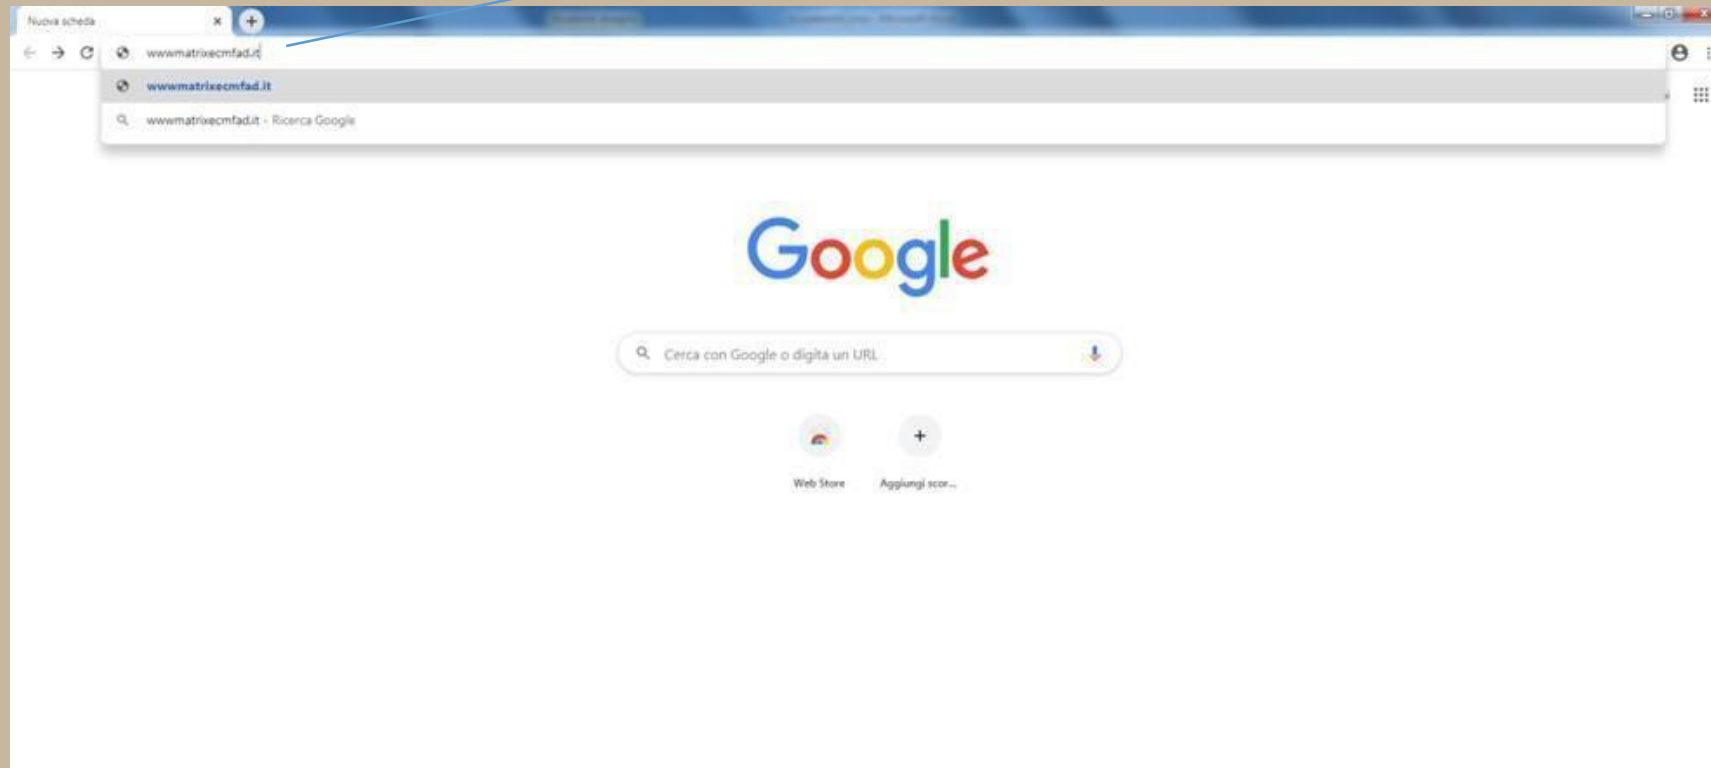 Nuova scheda
wwwmatrixecmfad.it
wwwmatrixecmfad.it
wwwmatrixecmfad.it - Ricerca Google
Google
Cerca con Google o digita un URL
Web Store
Aggiungi scor...